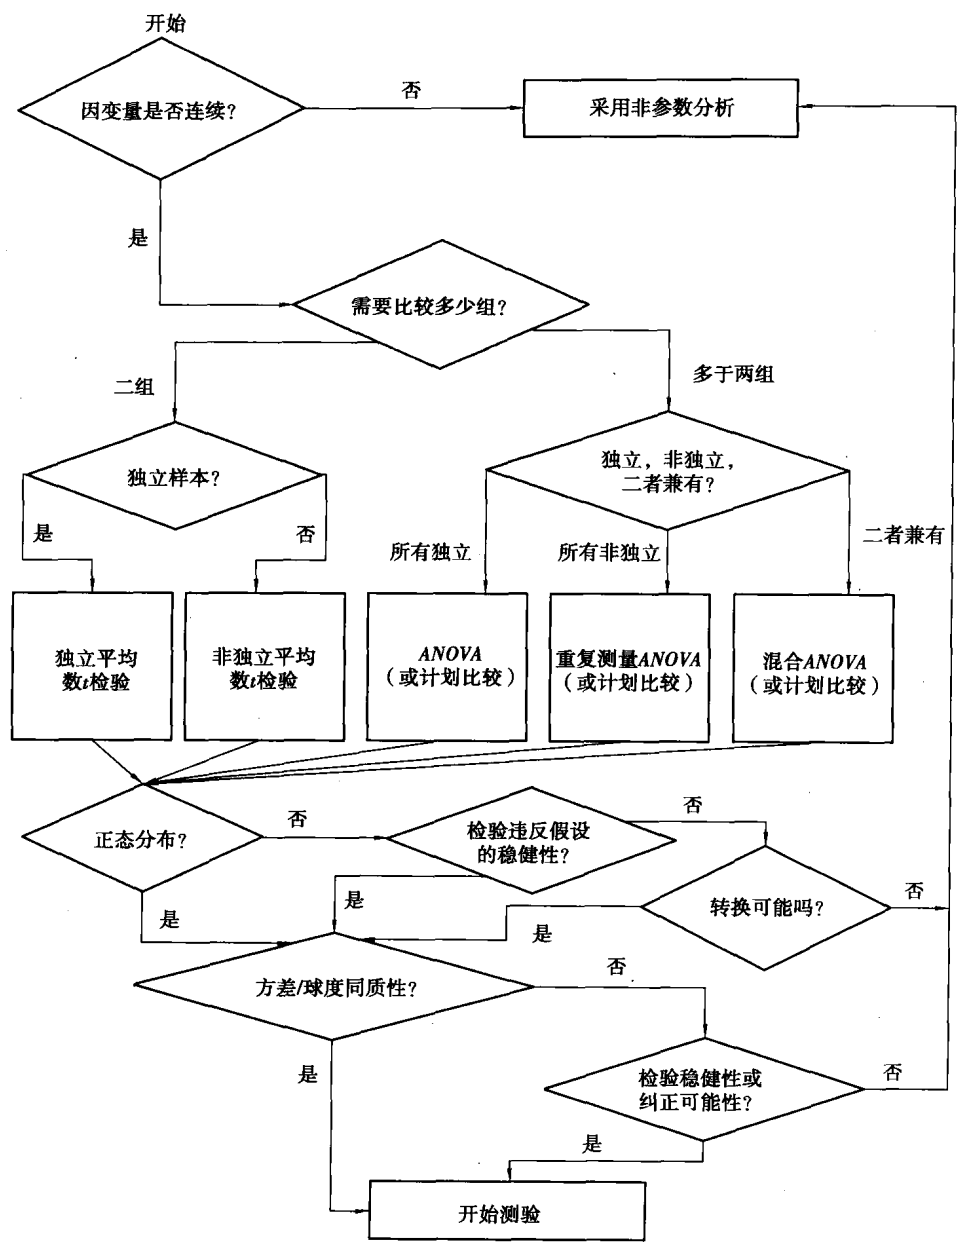 开始
因变量是否连续?
否
采用非参数分析
是
需要比较多少组?
二组
多于两组
独立样本?
独立，非独立，
二者兼有?
是
否
所有独立
所有非独立
二者兼有
独立平均
数t检验
非独立平均
数t检验
ANOVA
（或计划比较）
重复测量ANOVA
（或计划比较）
混合ANOVA
（或计划比较）
正态分布?
否
检验违反假设
的稳健性?
否
是
是
转换可能吗?
否
是
方差/球度同质性?
否
是
检验稳健性或
纠正可能性?
否
是
开始测验